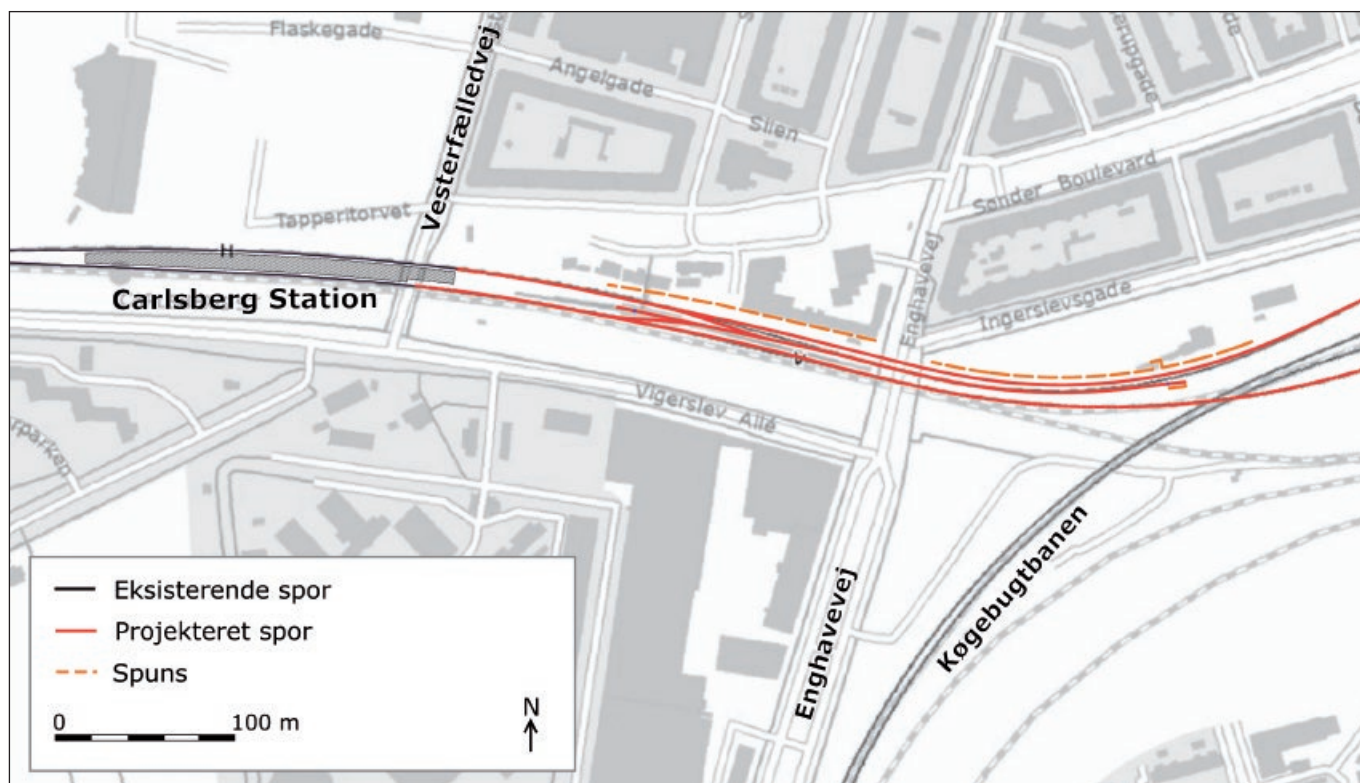 Flaskegade
Vesterfælledvej
Angelgade
Silen
Tapperitorvet
Sønder Boulevard
H
Carlsberg Station
Enghavevej
Ingerslevsgade
Vigerslev Allé
Enghavevej
Køgebugtbanen
Eksisterende spor
Projekteret spor
Spuns
0 100 m
N